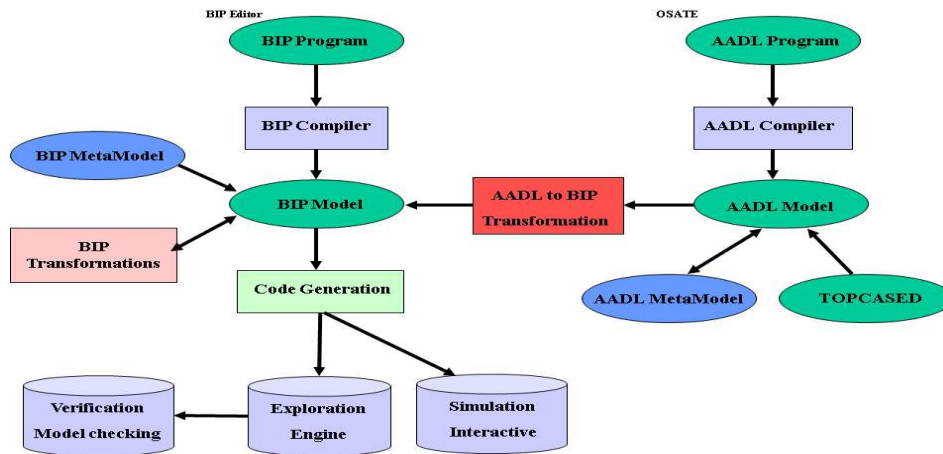 BIP Editor
OSATE
BIP Program
AADL Program
BIP Compiler
AADL Compiler
BIP MetaModel
BIP Model
AADL to BIP
Transformation
AADL Model
BIP
Transformations
Code Generation
AADL MetaModel
TOPCASED
Verification
Model checking
Exploration
Engine
Simulation
Interactive